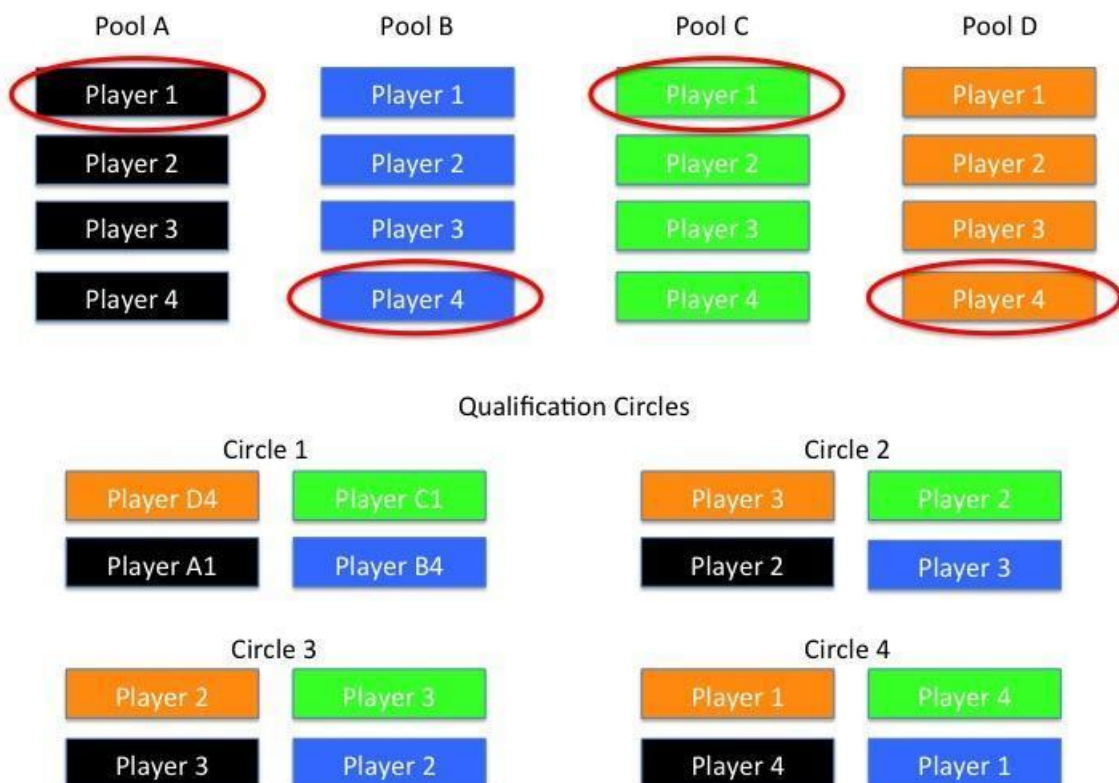 Pool A Pool B Pool C Pool D
Player 1 Player 1 Player 1 Player 1
Player 2 Player 2 Player 2 Player 2
Player 3 Player 3 Player 3 Player 3
Player 4 Player 4 Player 4 Player 4
Qualification Circles
Circle 1 Circle 2
Player D4 Player C1 Player 3 Player 2
Player A1 Player B4 Player 2 Player 3
Circle 3 Circle 4
Player 2 Player 3 Player 1 Player 4
Player 3 Player 2 Player 4 Player 1